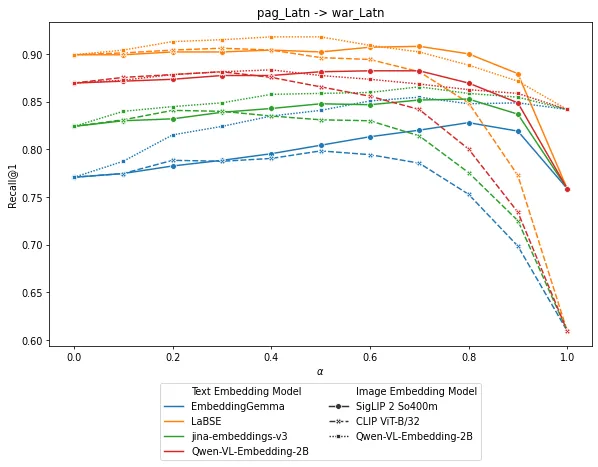 pag_Latn -> war_Latn
Recall@1
0.90
0.85
0.80
0.75
0.70
0.65
0.60
0.0 0.2 0.4 0.6 0.8 1.0
α
Text Embedding Model Image Embedding Model
EmbeddingGemma SigLIP 2 So400m
LaBSE CLIP ViT-B/32
jina-embeddings-v3 Qwen-VL-Embedding-2B
Qwen-VL-Embedding-2B